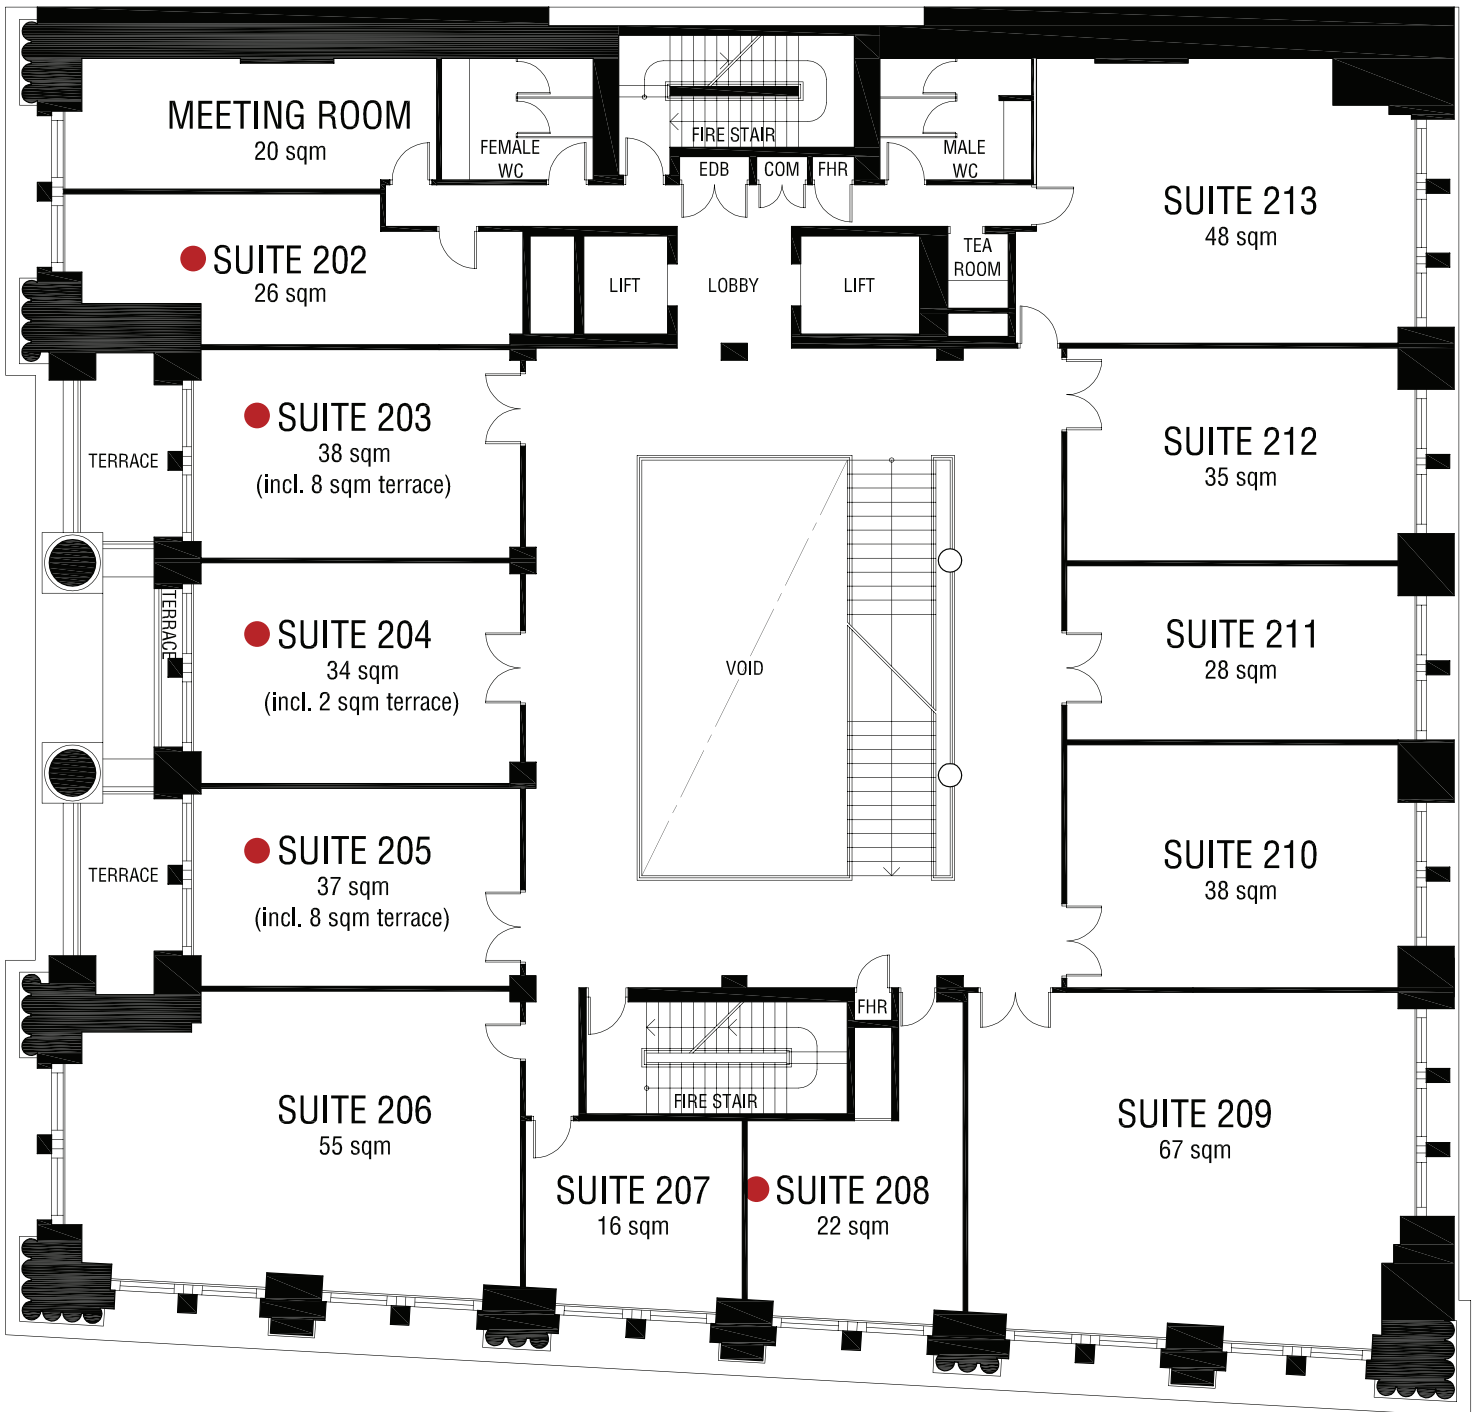 MEETING ROOM
20 sqm
FEMALE
WC
FIRE STAIR
EDB
COM
FHR
MALE
WC
SUITE 213
48 sqm
SUITE 202
26 sqm
LIFT
LOBBY
LIFT
TEA
ROOM
SUITE 203
38 sqm
(incl. 8 sqm terrace)
TERRACE
SUITE 212
35 sqm
TERRACE
SUITE 204
34 sqm
(incl. 2 sqm terrace)
VOID
SUITE 211
28 sqm
TERRACE
SUITE 205
37 sqm
(incl. 8 sqm terrace)
SUITE 210
38 sqm
FHR
FIRE STAIR
SUITE 206
55 sqm
SUITE 207
16 sqm
SUITE 208
22 sqm
SUITE 209
67 sqm